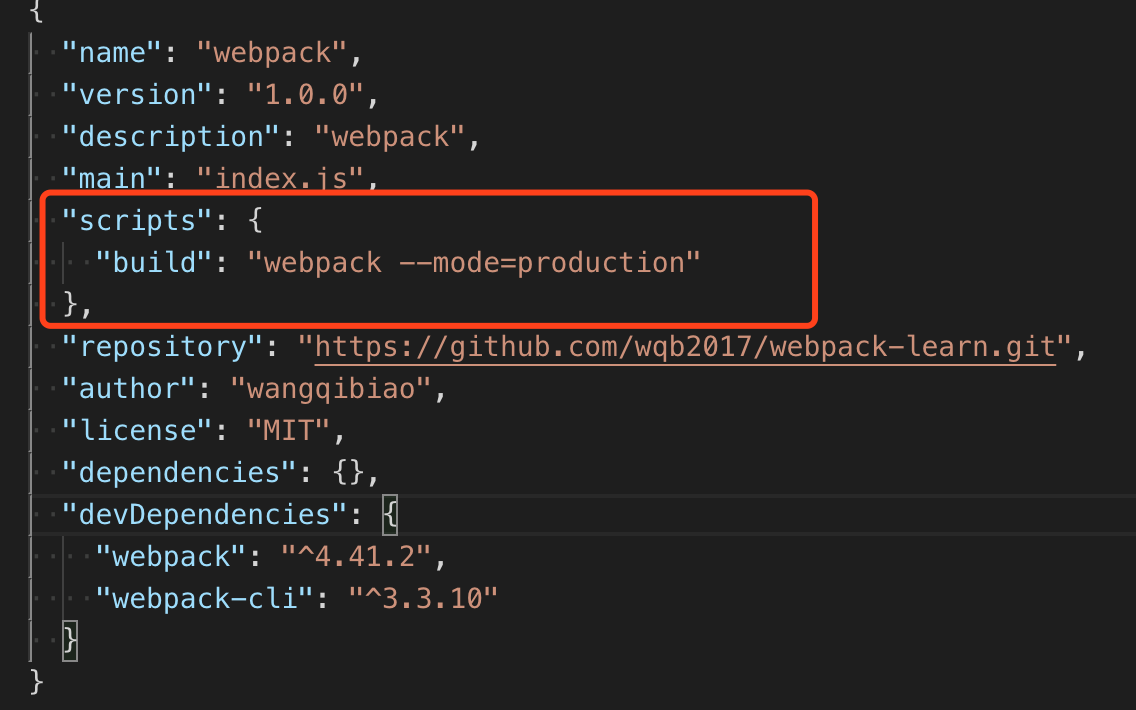 {
"name": "webpack",
"version": "1.0.0",
"description": "webpack",
"main": "index.js",
"scripts": {
"build": "webpack --mode=production"
},
"repository": "https://github.com/wqb2017/webpack-learn.git",
"author": "wangqibiao",
"license": "MIT",
"dependencies": {},
"devDependencies": {
"webpack": "^4.41.2",
"webpack-cli": "^3.3.10"
}
}